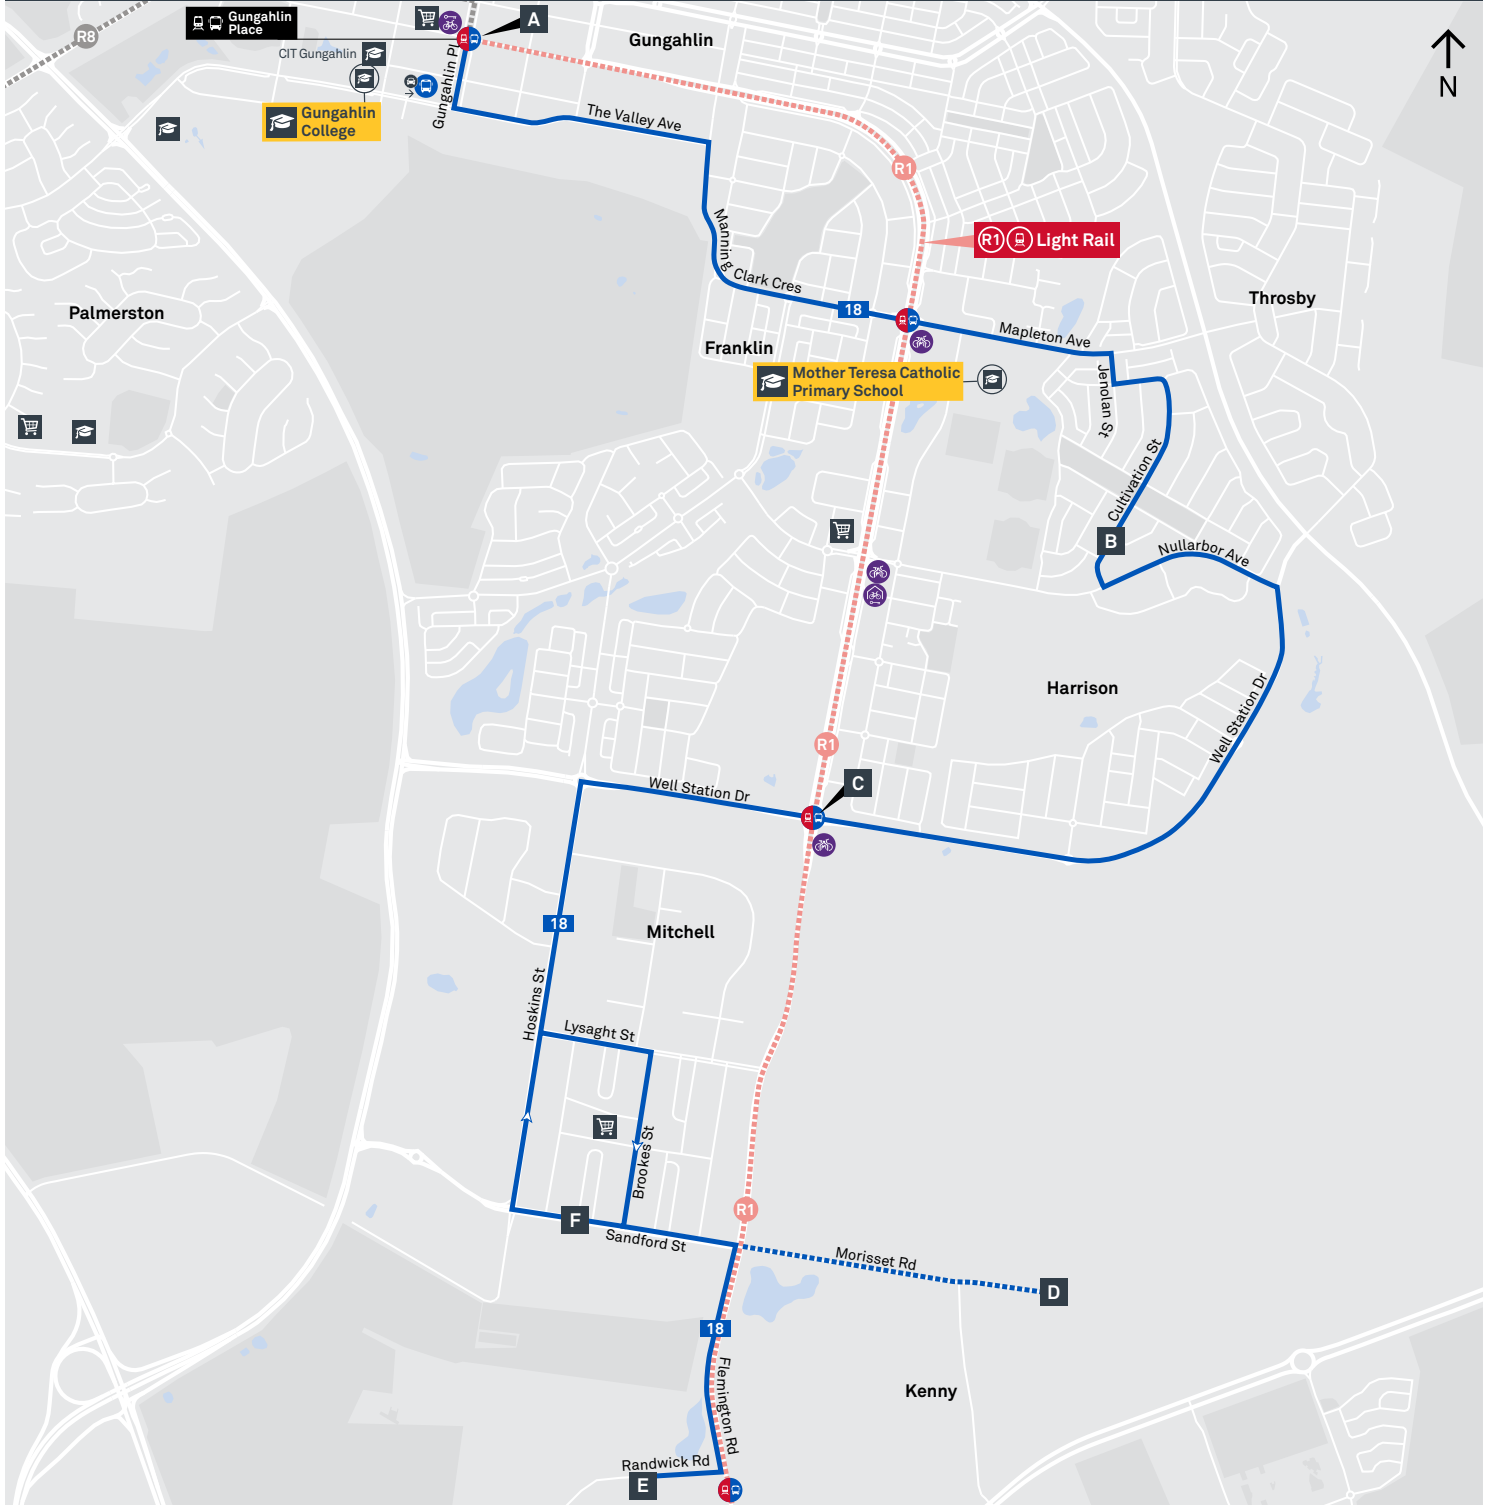 R8
Gungahlin
Place
A
Gungahlin
N
CIT Gungahlin
Gungahlin Pl
Gungahlin
College
The Valley Ave
R1
Manning
Clark Cres
R1
Light Rail
Palmerston
Throsby
18
Mapleton Ave
Franklin
Mother Teresa Catholic
Primary School
Jenolan St
Cultivation St
B
Nullarbor Ave
Harrison
Well Station Dr
R1
Well Station Dr
C
18
Mitchell
Hoskins St
Lysaght St
Brookes St
R1
F
Sandford St
Morisset Rd
D
18
Flemington Rd
Kenny
Randwick Rd
E